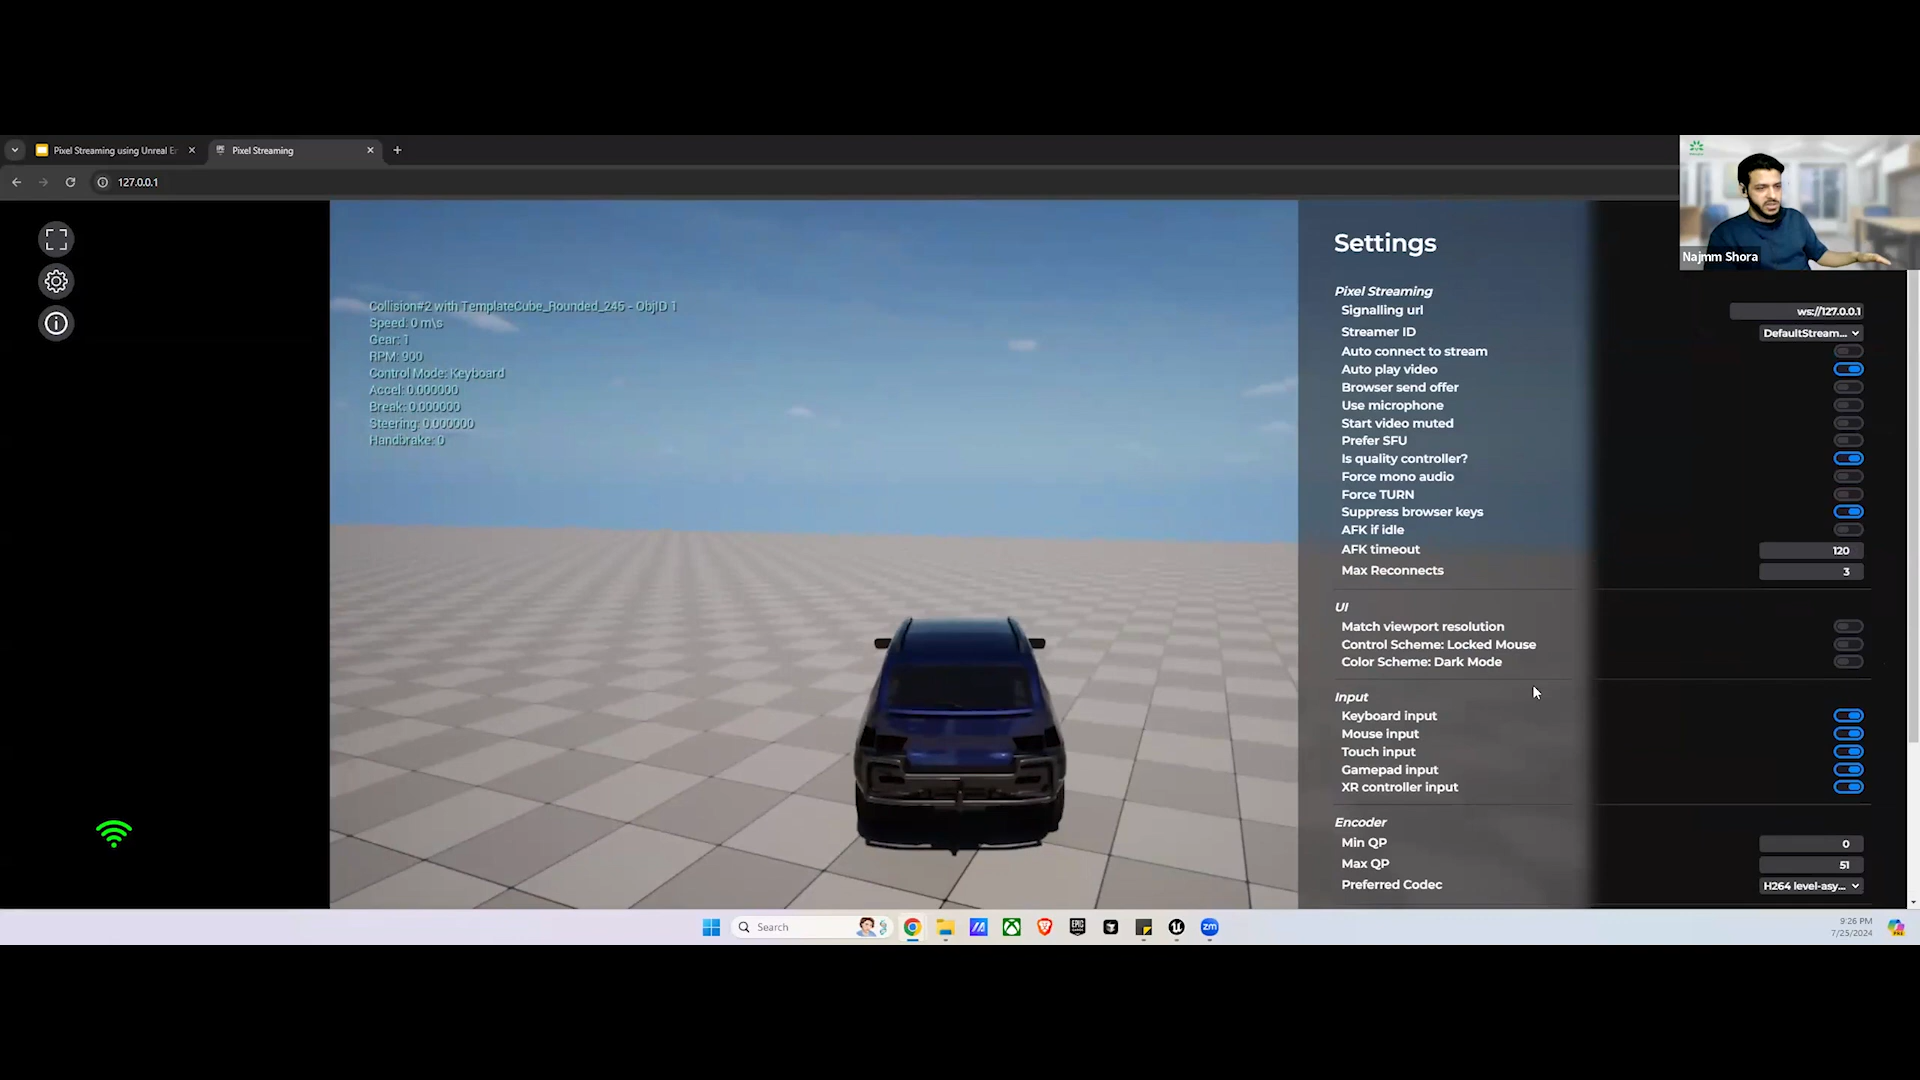 Pixel Streaming using Unreal E
Pixel Streaming
127.0.0.1
Najmm Shora
Collision#2 with TemplateCube_Rounded_245 - ObjID 1
Speed: 0 m\s
Gear: 1
RPM: 900
Control Mode: Keyboard
Accel: 0.000000
Break: 0.000000
Steering: 0.000000
Handbrake: 0
Settings
Pixel Streaming
Signalling url ws://127.0.0.1
Streamer ID DefaultStream...
Auto connect to stream
Auto play video
Browser send offer
Use microphone
Start video muted
Prefer SFU
Is quality controller?
Force mono audio
Force TURN
Suppress browser keys
AFK if idle
AFK timeout 120
Max Reconnects 3
UI
Match viewport resolution
Control Scheme: Locked Mouse
Color Scheme: Dark Mode
Input
Keyboard input
Mouse input
Touch input
Gamepad input
XR controller input
Encoder
Min QP 0
Max QP 51
Preferred Codec H264 level-asy...
Search
EPIC
zm
9:26 PM
7/25/2024